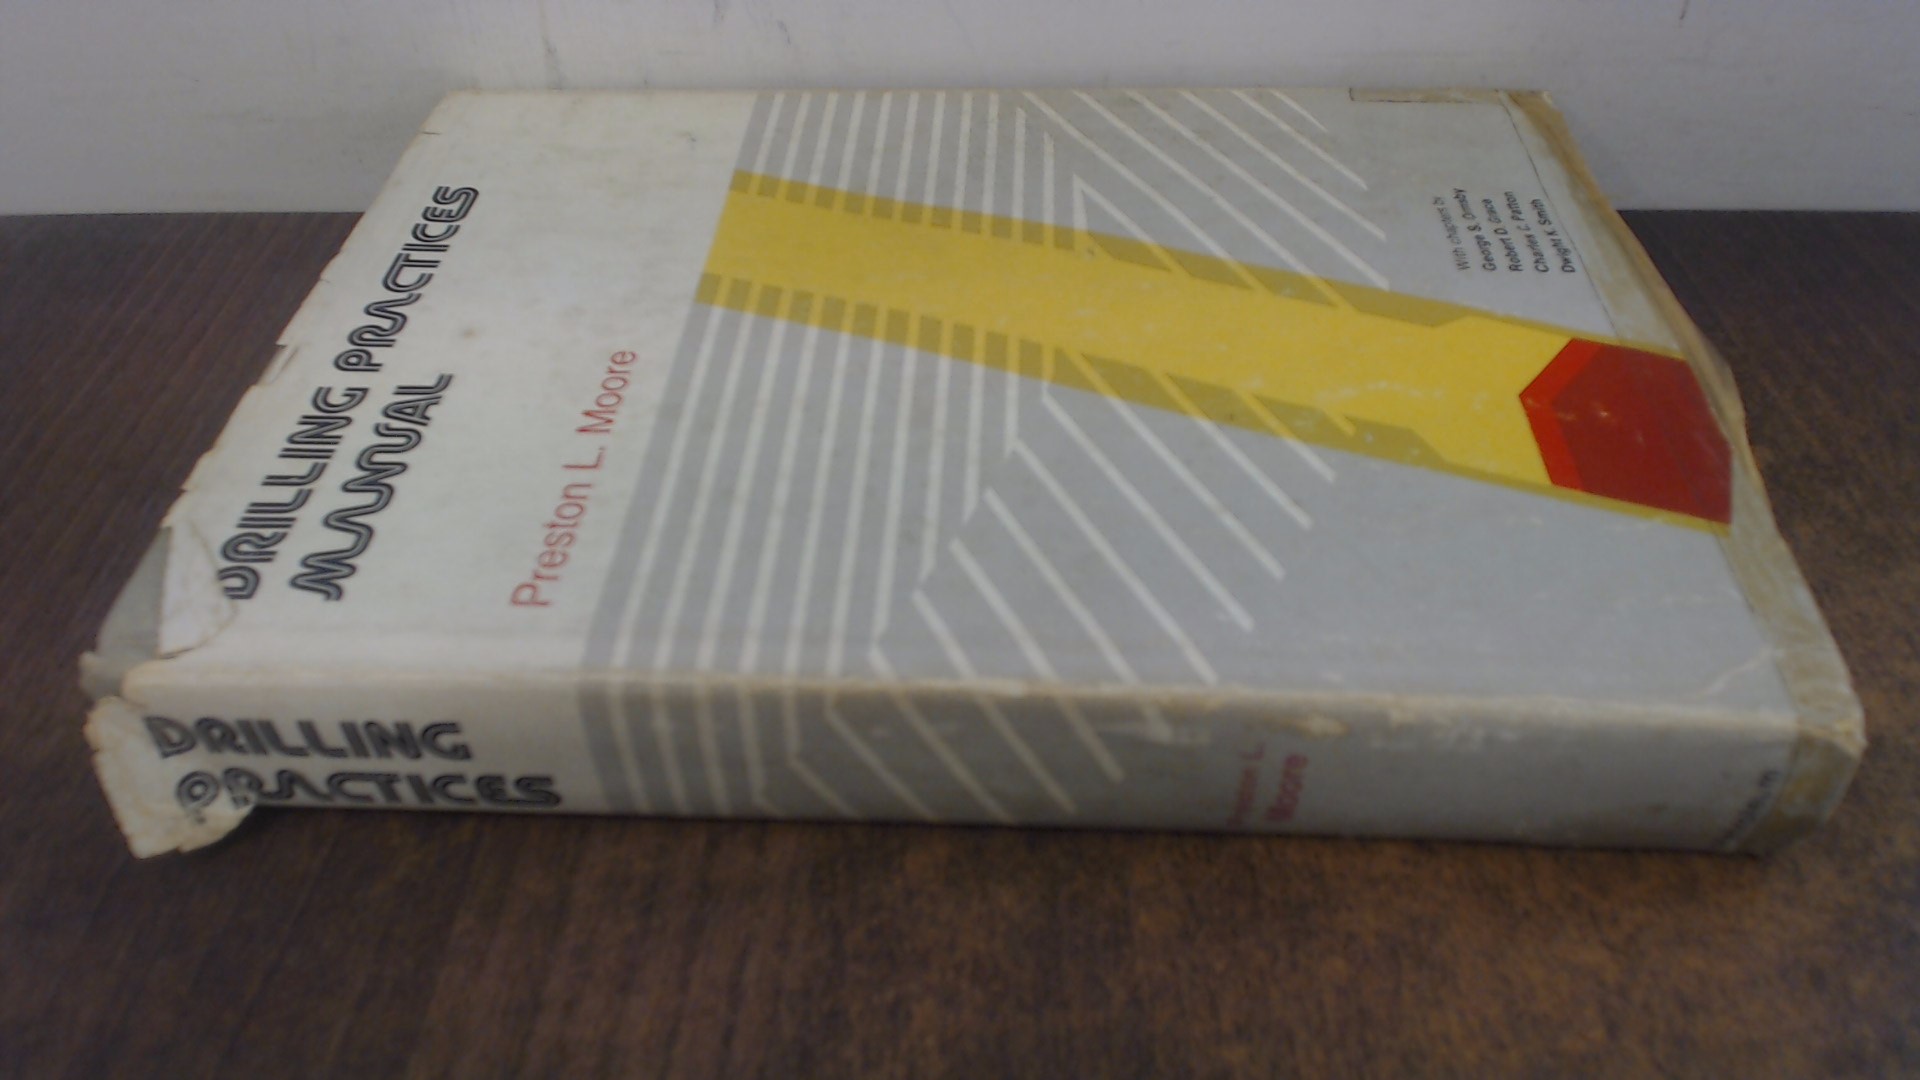 DRILLING PRACTICES
MANUAL
Preston L. Moore
With chapters by
George S. Ormsby
Robert D. Grace
Charles C. Patton
Dwight K. Smith
DRILLING
PRACTICES
Preston L.
Moore